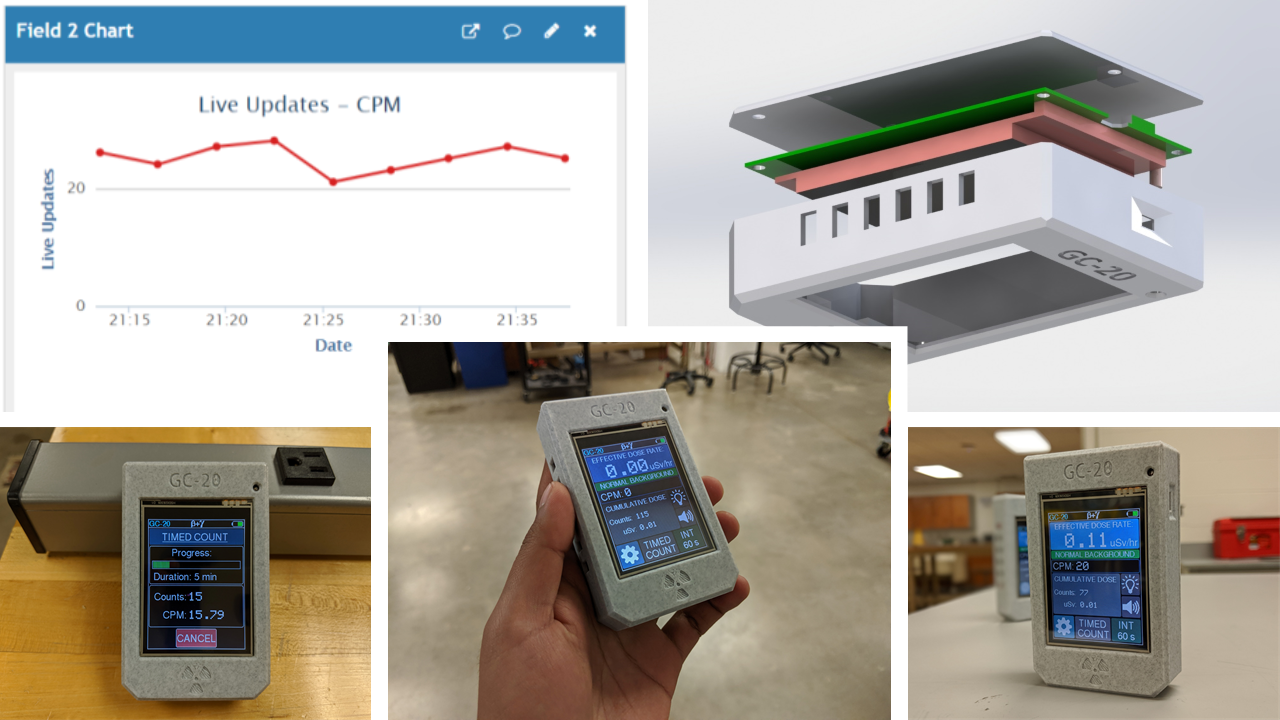 Field 2 Chart
Live Updates – CPM
Live Updates
20
0
21:15
21:20
21:25
21:30
21:35
Date
GC-20
GC-20
GC-20 β+γ
TIMED COUNT
Progress:
Duration: 5 min
Counts: 15
CPM: 15.79
CANCEL
GC-20
GC-20 β+γ
EFFECTIVE DOSE RATE
0.00 uSv/hr
NORMAL BACKGROUND
CPM: 0
CUMULATIVE DOSE
Counts: 115
uSv: 0.01
TIMED COUNT
INT 60 s
GC-20
GC-20 β+γ
EFFECTIVE DOSE RATE
0.11 uSv/hr
NORMAL BACKGROUND
CPM: 20
CUMULATIVE DOSE
Counts: 77
uSv: 0.01
TIMED COUNT
INT 60 s